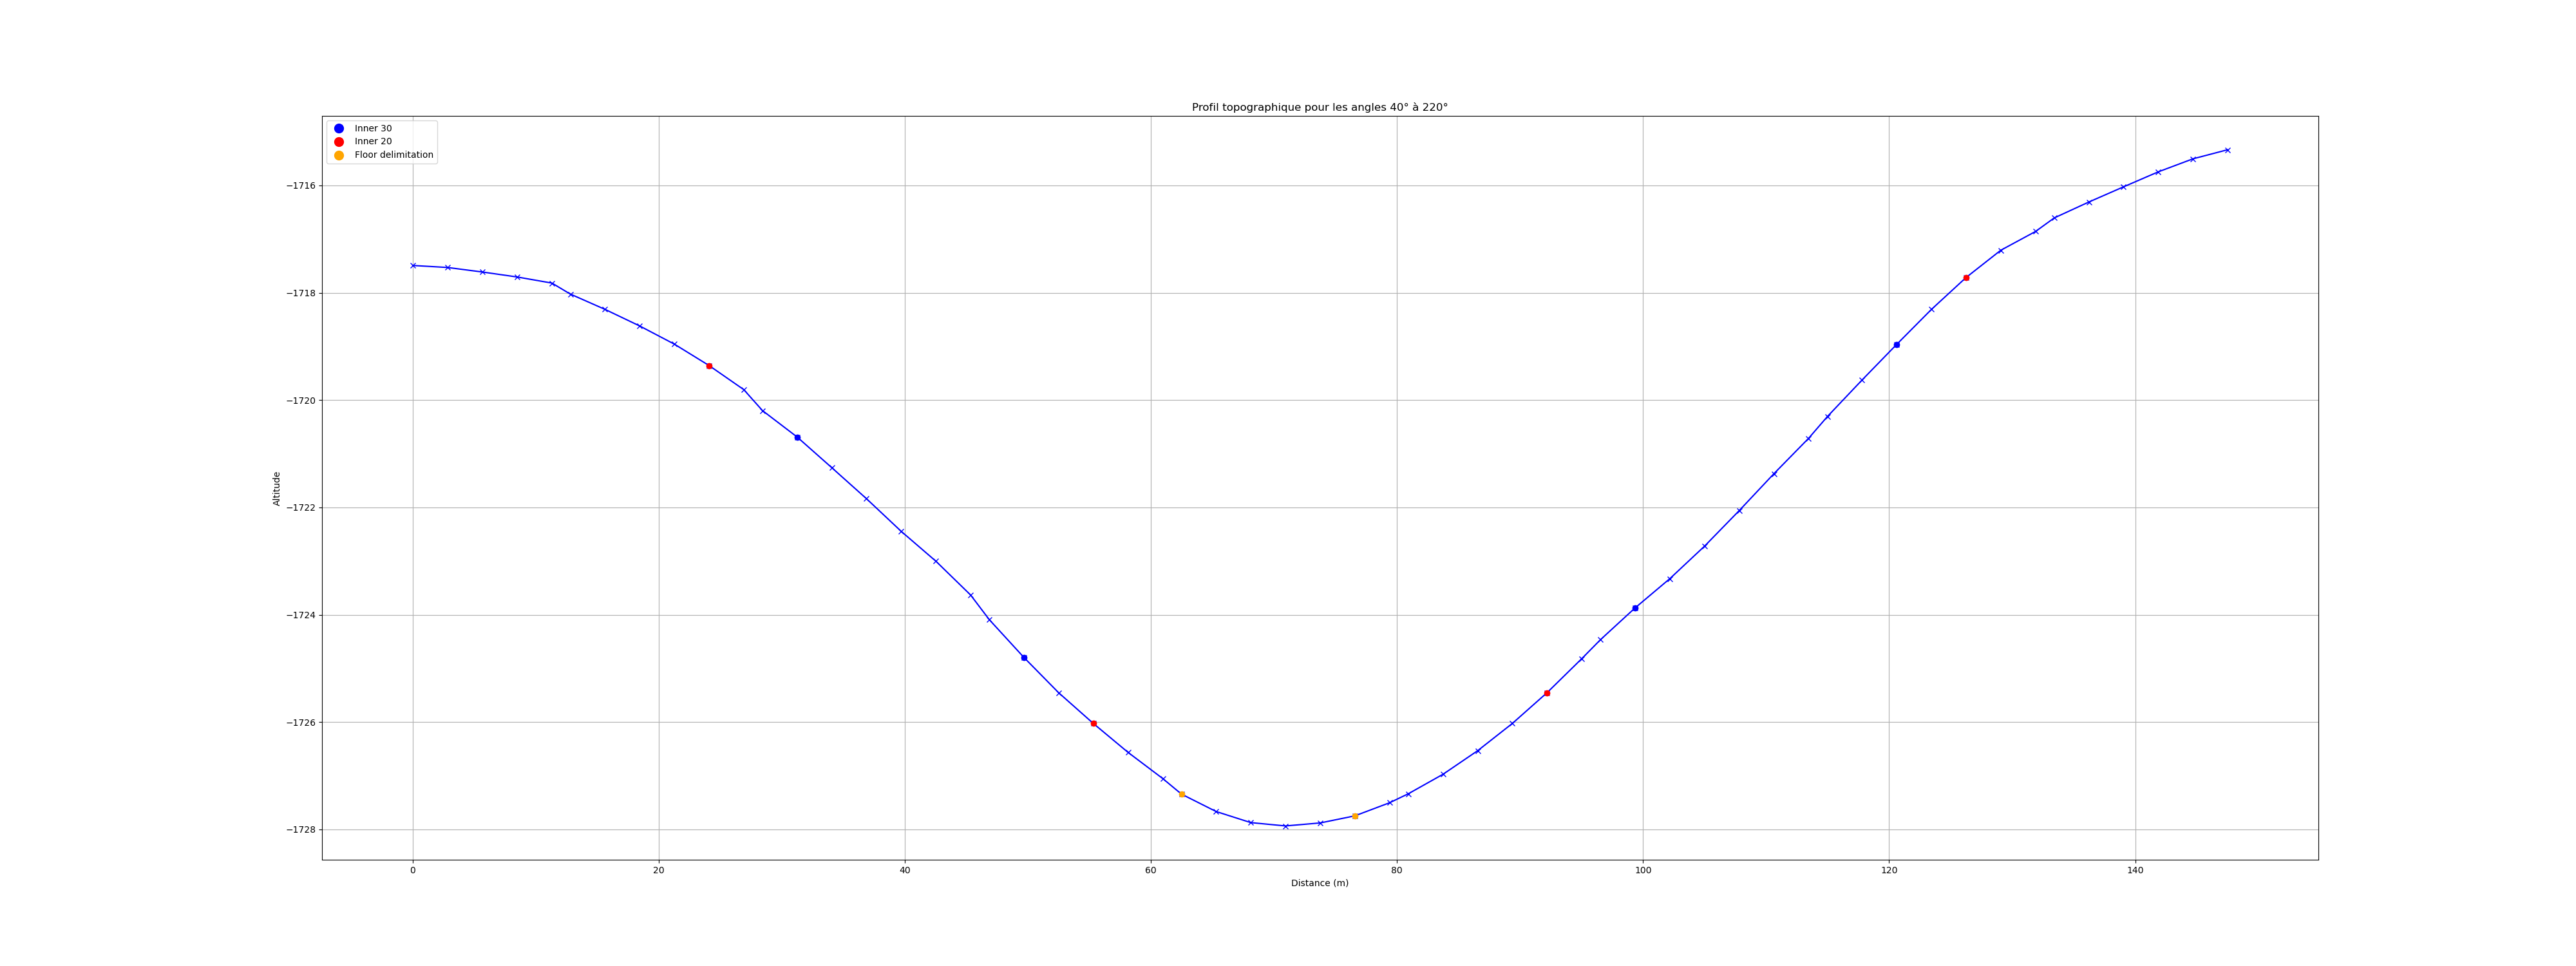 Profil topographique pour les angles 40° à 220°
Inner 30
Inner 20
Floor delimitation
Altitude
−1716
−1718
−1720
−1722
−1724
−1726
−1728
0 20 40 60 80 100 120 140
Distance (m)